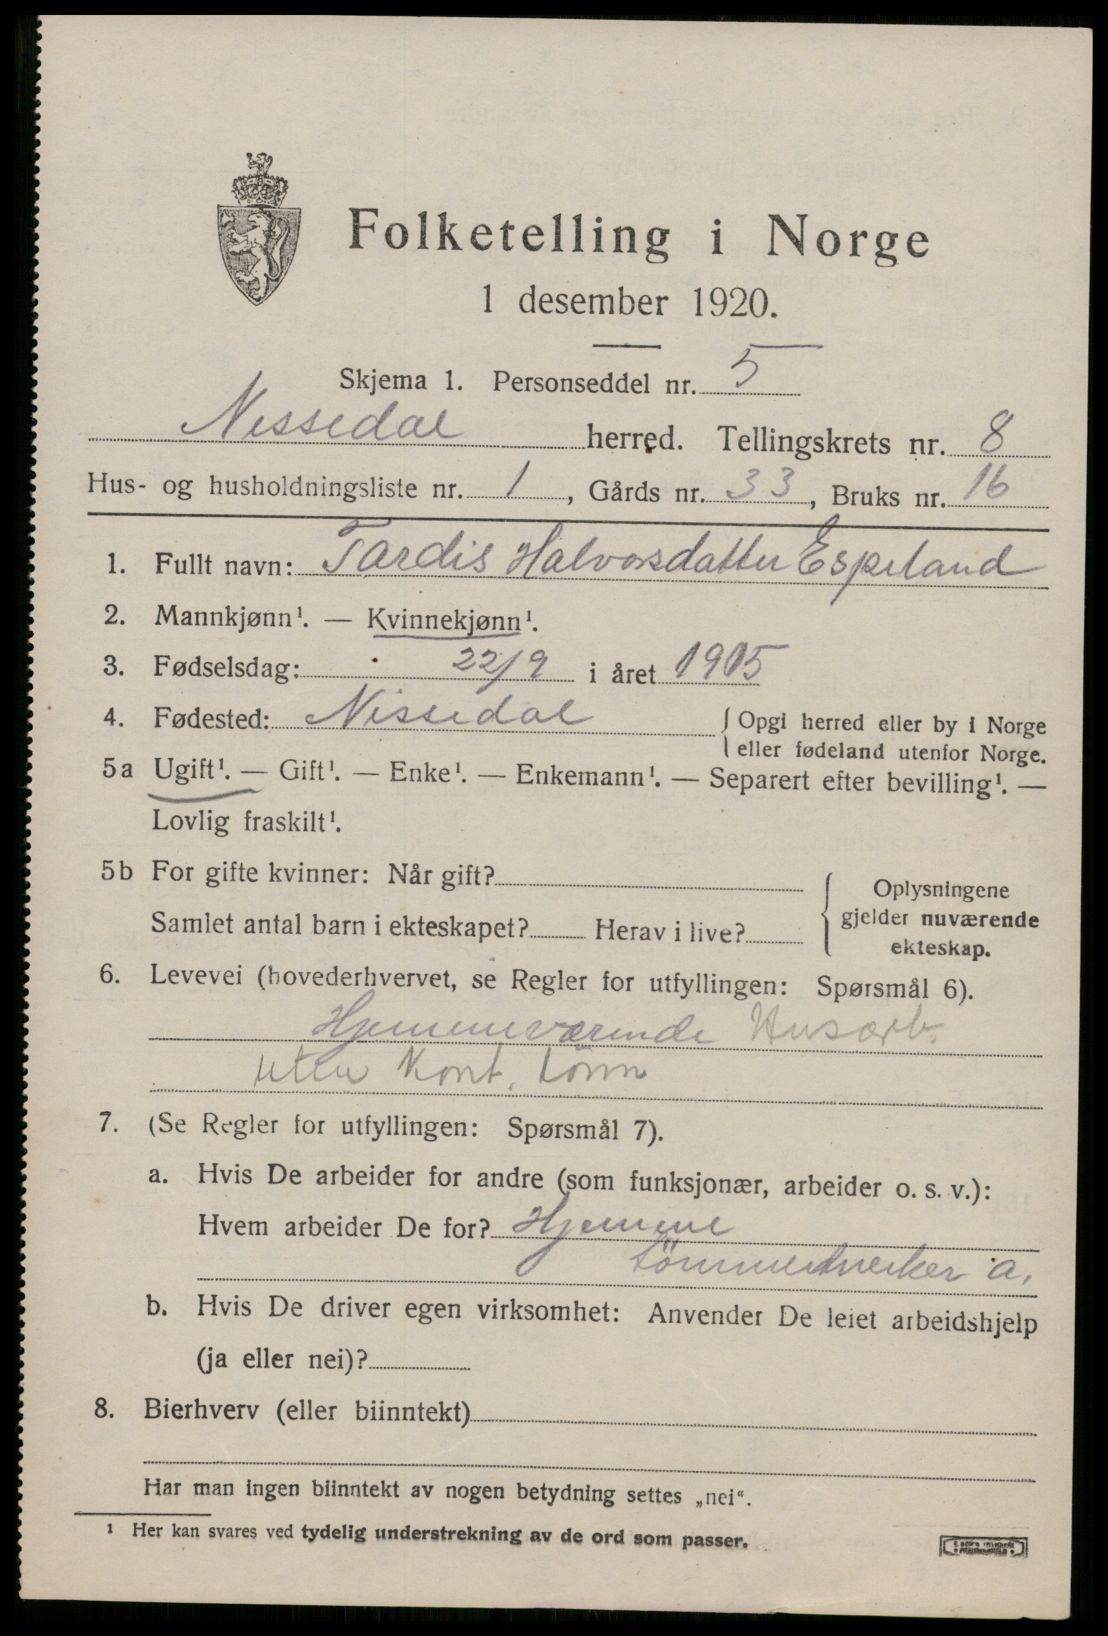 Folketelling i Norge
1 desember 1920.
Skjema 1. Personseddel nr. 5
Nissedal herred. Tellingskrets nr. 8
Hus- og husholdningsliste nr. 1, Gårds nr. 33, Bruks nr. 16
1. Fullt navn: Tardis Halvorsdatter Espeland
2. Mannkjønn¹. — Kvinnekjønn¹.
3. Fødselsdag: 22/9 i året 1905
4. Fødested: Nissedal { Opgi herred eller by i Norge
eller fødeland utenfor Norge.
5a Ugift¹. — Gift¹. — Enke¹. — Enkemann¹. — Separert efter bevilling¹. —
Lovlig fraskilt¹.
5b For gifte kvinner: Når gift?
Samlet antal barn i ekteskapet? Herav i live?
{ Oplysningene
gjelder nuværende
ekteskap.
6. Levevei (hovederhvervet, se Regler for utfyllingen: Spørsmål 6).
Hjemmeværende Husarb.
uten Kont. Lönn
7. (Se Regler for utfyllingen: Spørsmål 7).
a. Hvis De arbeider for andre (som funksjonær, arbeider o. s. v.):
Hvem arbeider De for? Hjemme
a.
b. Hvis De driver egen virksomhet: Anvender De leiet arbeidshjelp
(ja eller nei)?
8. Bierhverv (eller biinntekt)
Har man ingen biinntekt av nogen betydning settes „nei“.
¹ Her kan svares ved tydelig understrekning av de ord som passer.